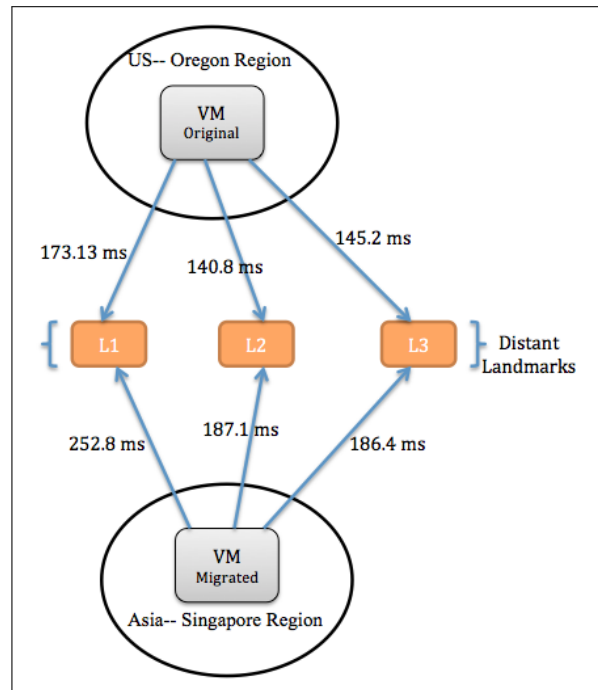 US-- Oregon Region
VM
Original
173.13 ms
140.8 ms
145.2 ms
L1
L2
L3
Distant
Landmarks
252.8 ms
187.1 ms
186.4 ms
VM
Migrated
Asia-- Singapore Region